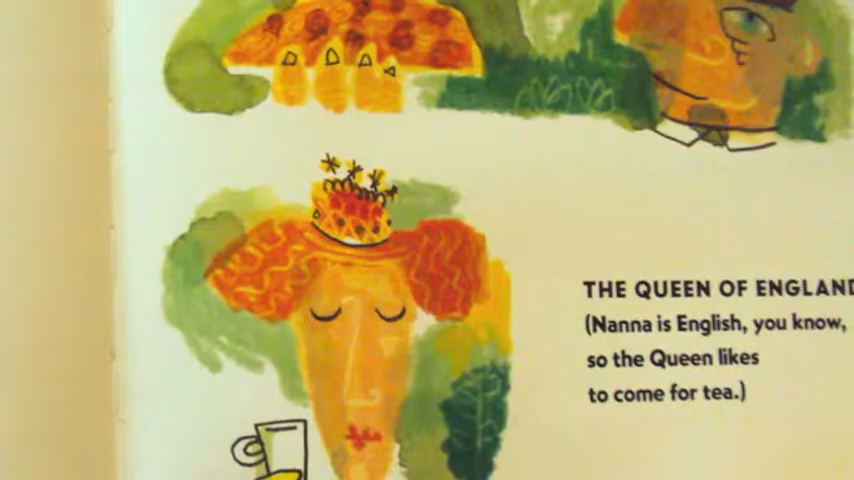 THE QUEEN OF ENGLAND
(Nanna is English, you know,
so the Queen likes
to come for tea.)